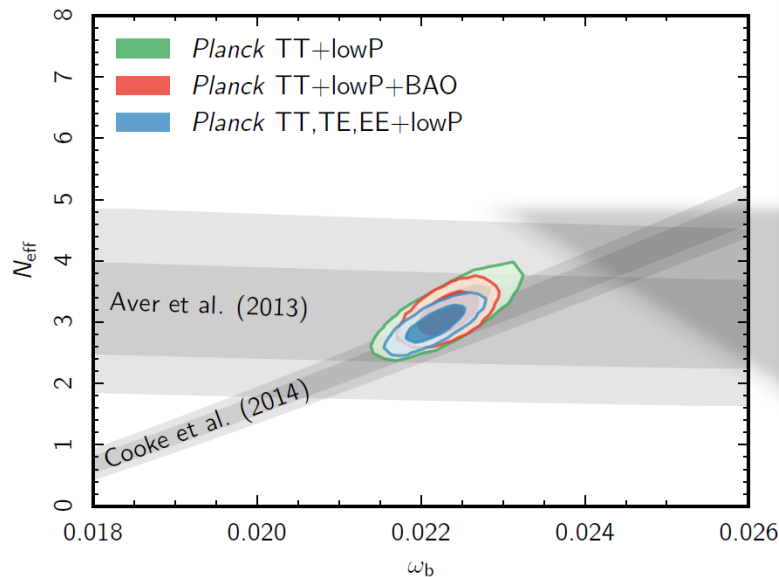 Planck TT+lowP
Planck TT+lowP+BAO
Planck TT,TE,EE+lowP
8
7
6
5
4
3
2
1
0
N_eff
Aver et al. (2013)
Cooke et al. (2014)
0.018 0.020 0.022 0.024 0.026
ω_b